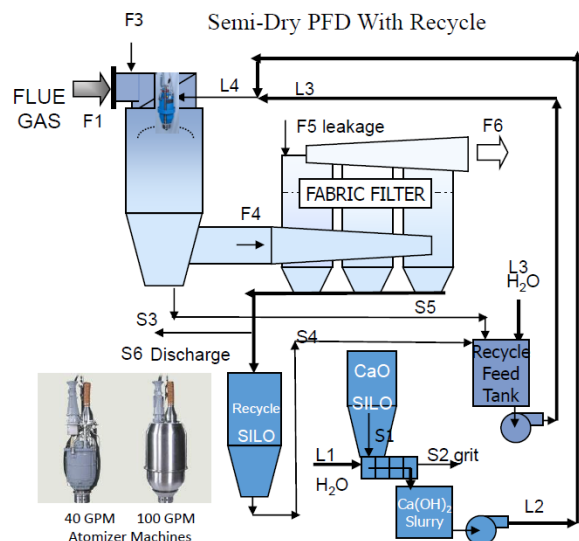 Semi-Dry PFD With Recycle
F3
FLUE
GAS
F1
L4
L3
F5 leakage
F6
FABRIC FILTER
F4
L3
H₂O
S3
S5
S6 Discharge
S4
Recycle
Feed
Tank
CaO
SILO
Recycle
SILO
S1
L1
H₂O
S2 grit
Ca(OH)₂
Slurry
L2
40 GPM
100 GPM
Atomizer Machines